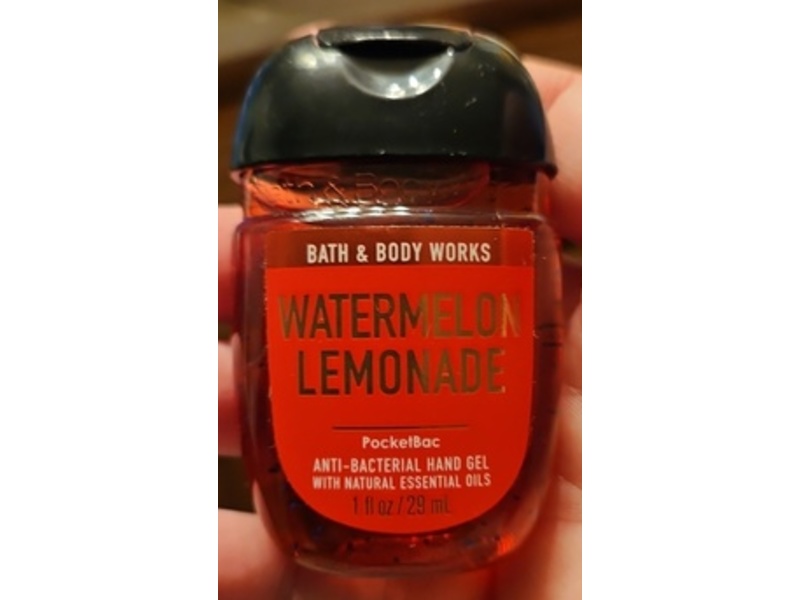 BATH & BODY WORKS
WATERMELON
LEMONADE
PocketBac
ANTI-BACTERIAL HAND GEL
WITH NATURAL ESSENTIAL OILS
1 fl oz / 29 mL